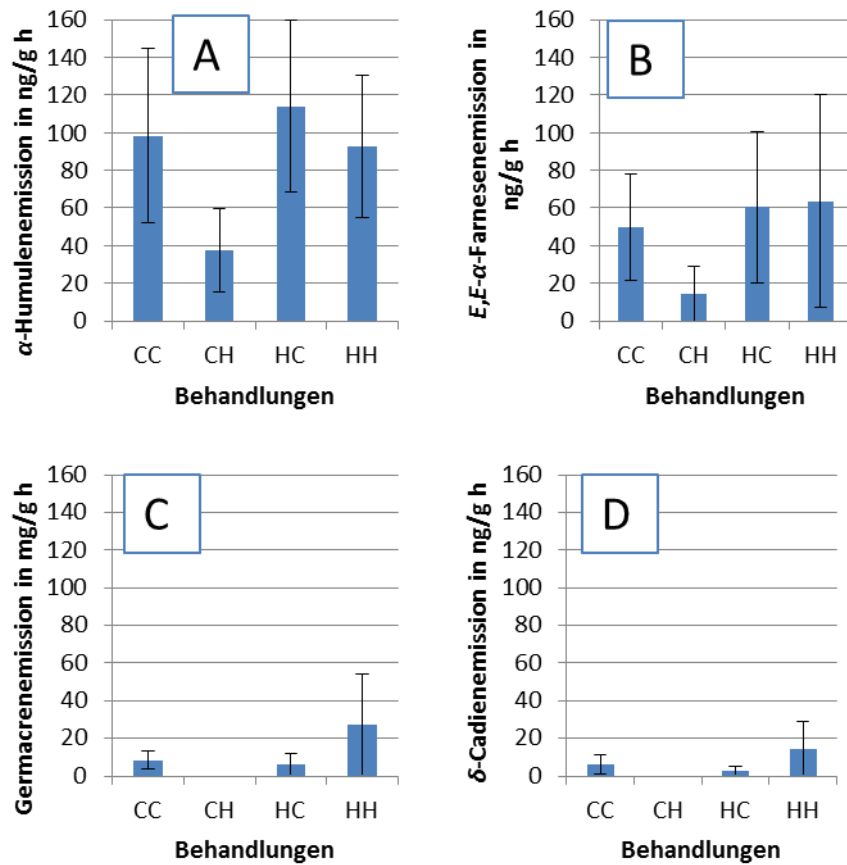 α-Humulenemission in ng/g h
160
140
120
100
80
60
40
20
0
A
CC CH HC HH
Behandlungen
E,E-α-Farnesenemission in
ng/g h
160
140
120
100
80
60
40
20
0
B
CC CH HC HH
Behandlungen
Germacrenemission in mg/g h
160
140
120
100
80
60
40
20
0
C
CC CH HC HH
Behandlungen
δ-Cadienemission in ng/g h
160
140
120
100
80
60
40
20
0
D
CC CH HC HH
Behandlungen